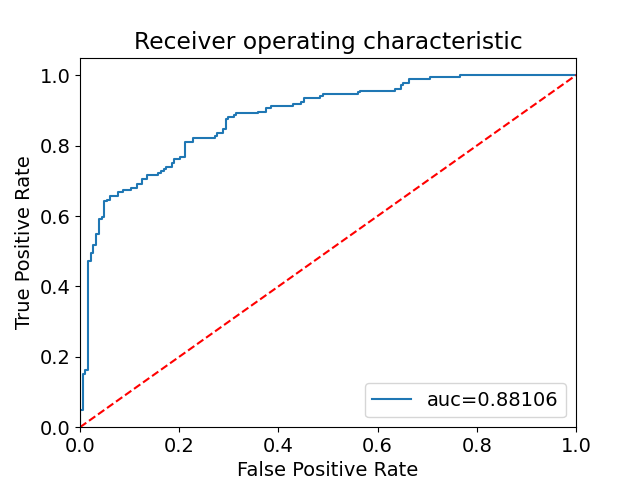 Receiver operating characteristic
True Positive Rate
1.0
0.8
0.6
0.4
0.2
0.0
auc=0.88106
0.0 0.2 0.4 0.6 0.8 1.0
False Positive Rate